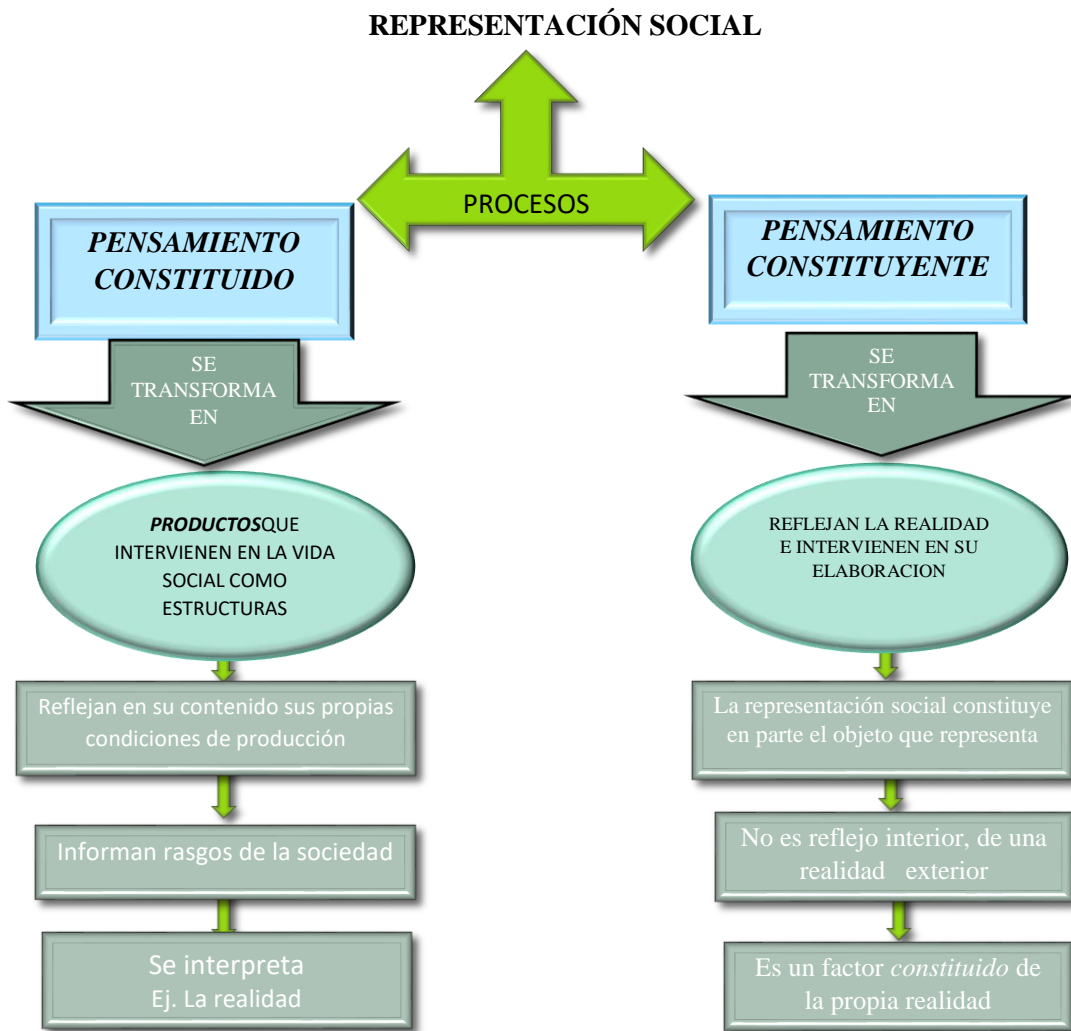 REPRESENTACIÓN SOCIAL
PROCESOS
PENSAMIENTO
CONSTITUIDO
SE
TRANSFORMA
EN
PRODUCTOSQUE
INTERVIENEN EN LA VIDA
SOCIAL COMO
ESTRUCTURAS
Reflejan en su contenido sus propias
condiciones de producción
Informan rasgos de la sociedad
Se interpreta
Ej. La realidad
PENSAMIENTO
CONSTITUYENTE
SE
TRANSFORMA
EN
REFLEJAN LA REALIDAD
E INTERVIENEN EN SU
ELABORACION
La representación social constituye
en parte el objeto que representa
No es reflejo interior, de una
realidad exterior
Es un factor constituido de
la propia realidad